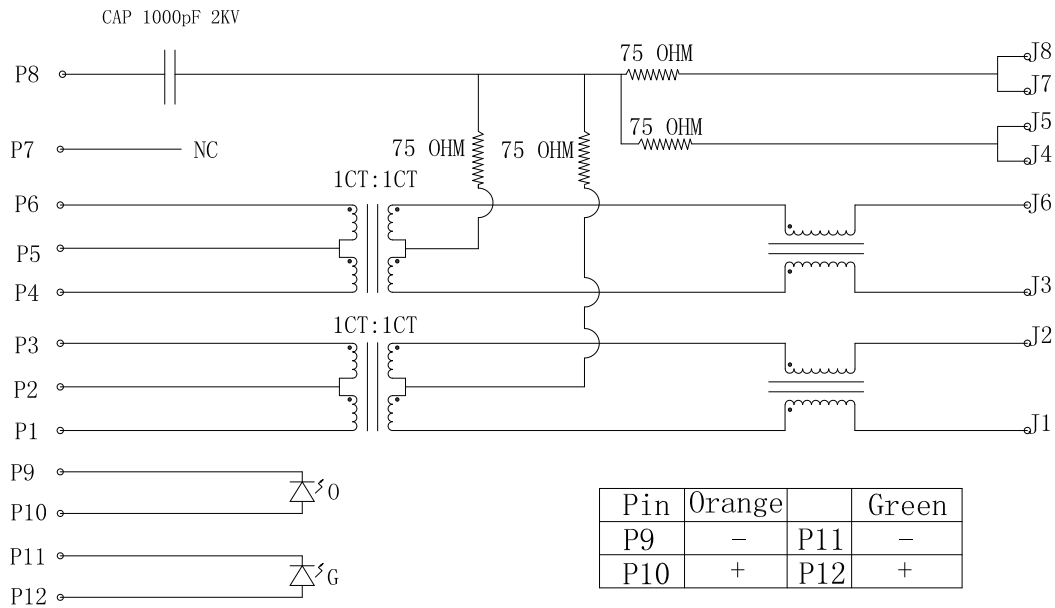 CAP 1000pF 2KV
P8
75 OHM
J8
J7
P7
NC
75 OHM
75 OHM
75 OHM
J5
J4
1CT:1CT
P6
J6
P5
P4
J3
1CT:1CT
P3
J2
P2
P1
J1
P9
O
P10
P11
G
P12
Pin Orange Green
P9 - P11 -
P10 + P12 +